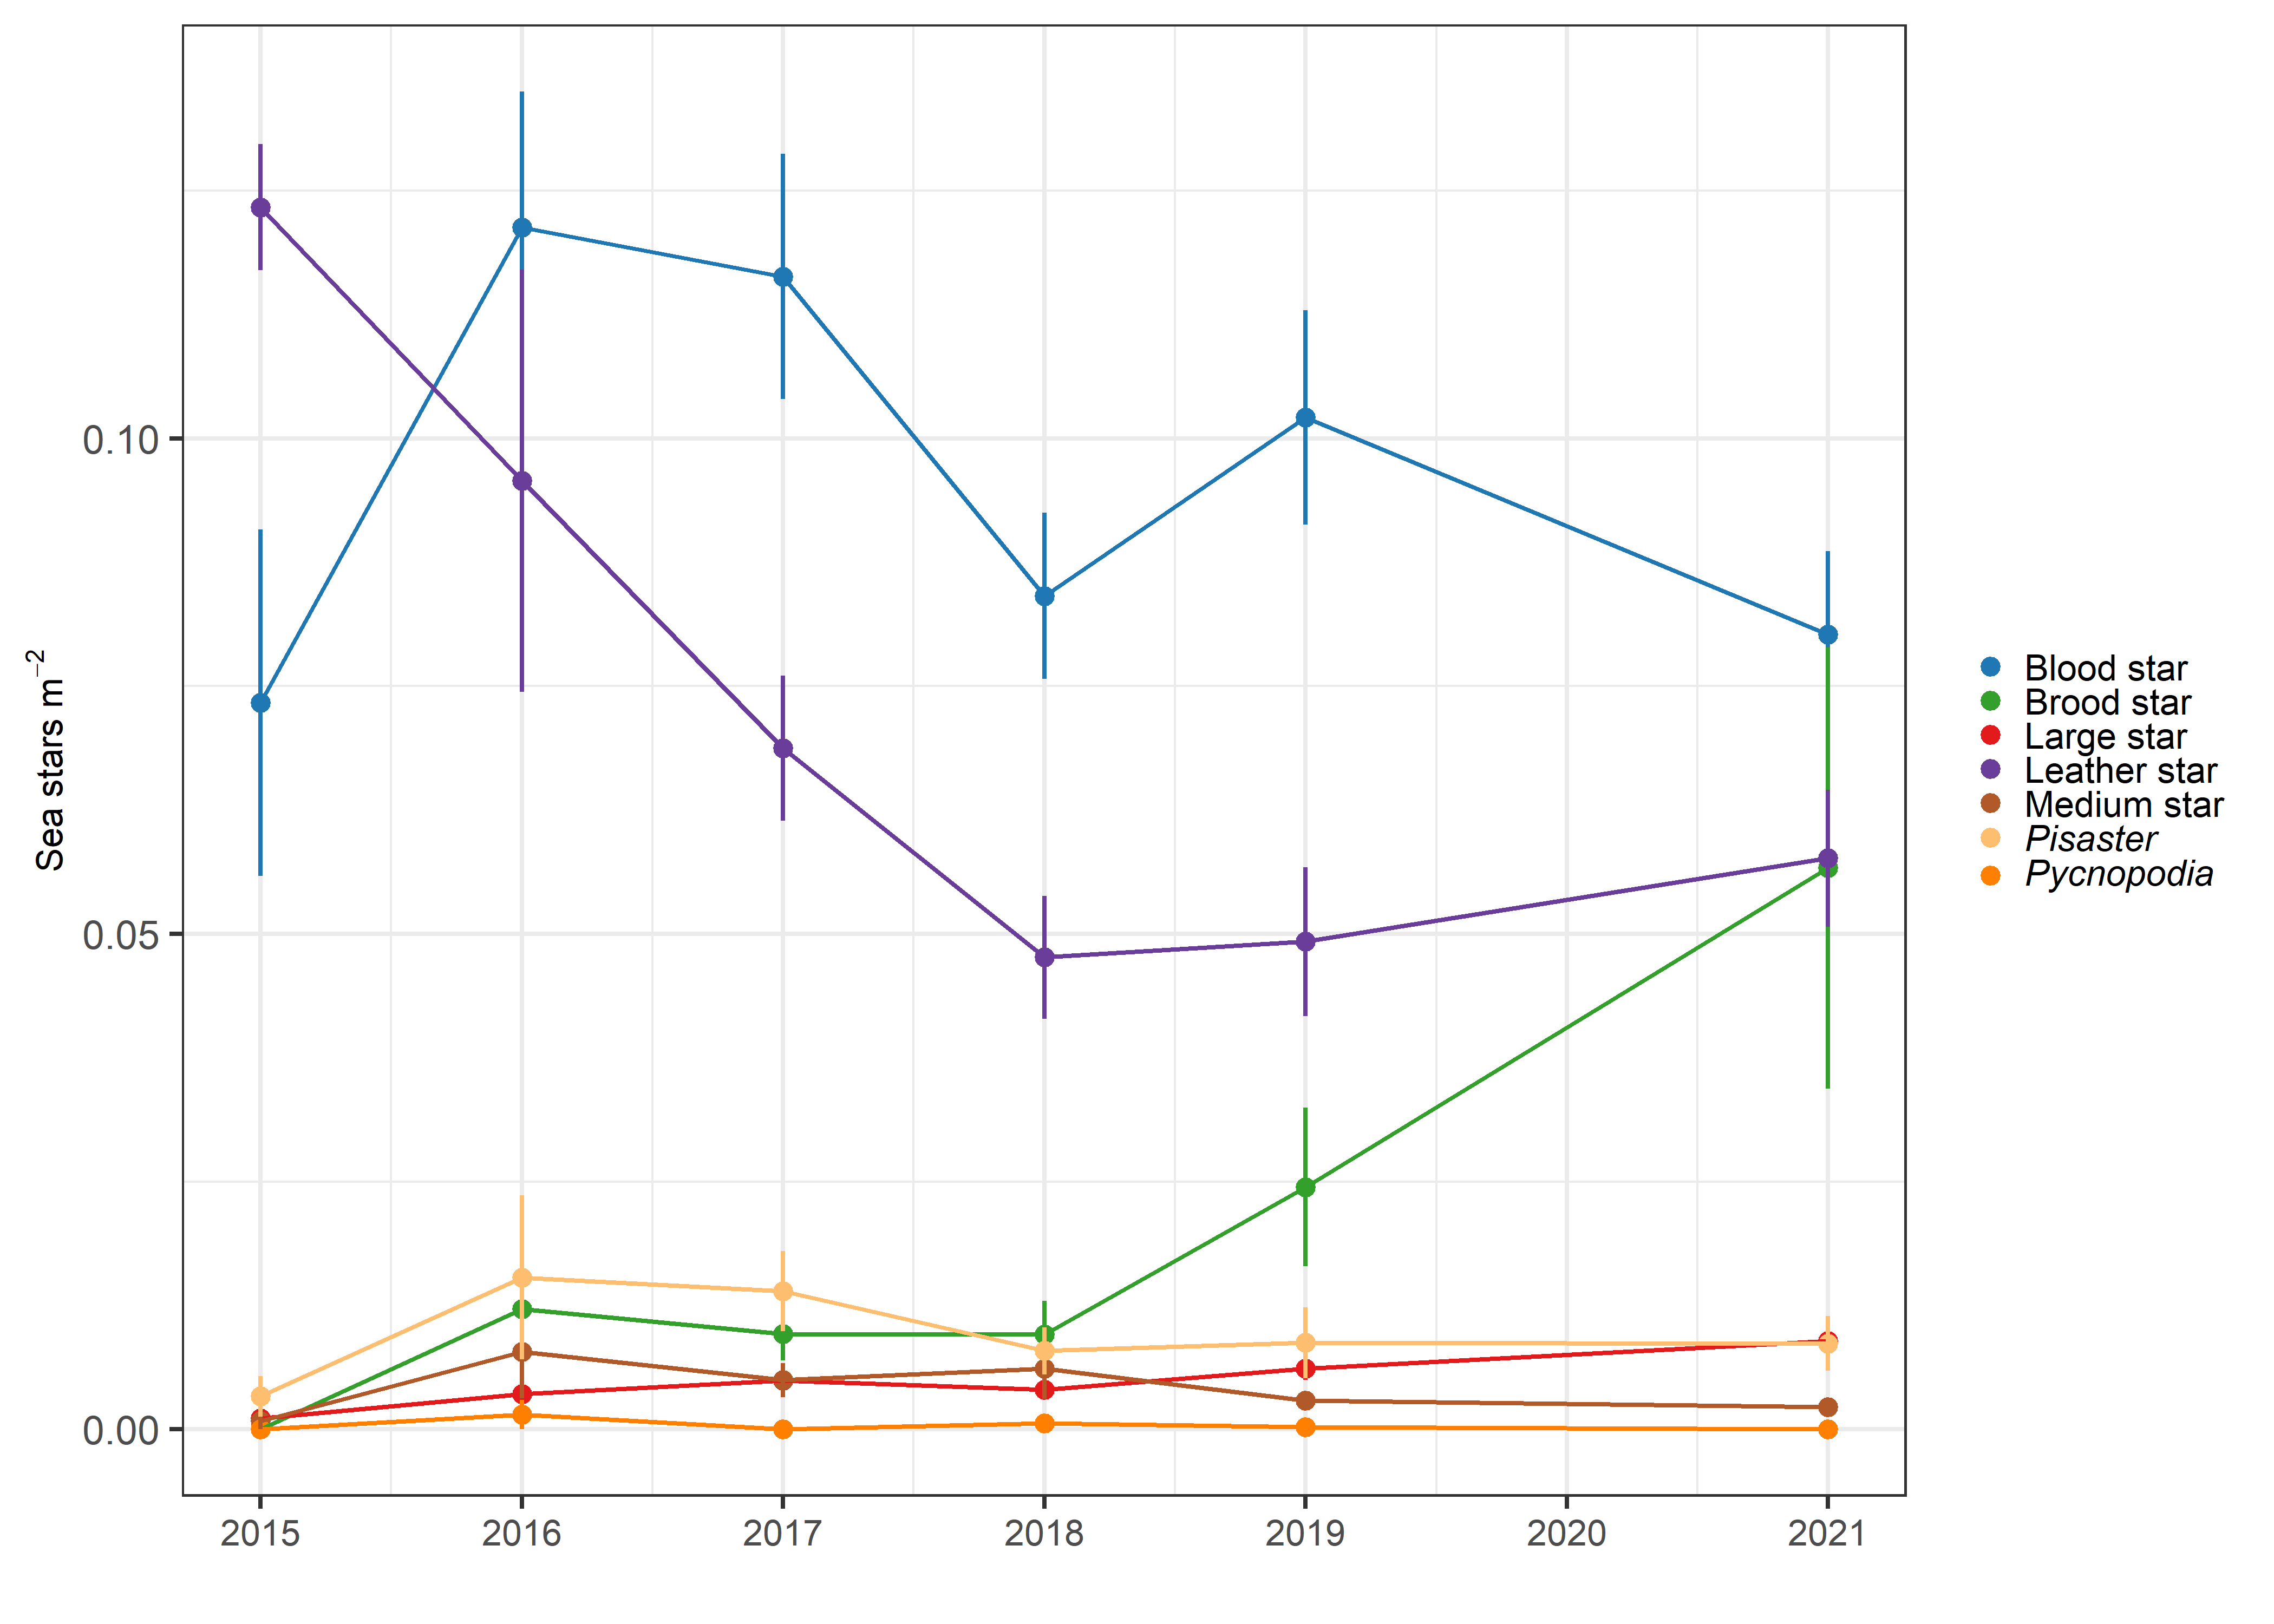 Sea stars m⁻²
0.10
0.05
0.00
2015 2016 2017 2018 2019 2020 2021
Blood star
Brood star
Large star
Leather star
Medium star
Pisaster
Pycnopodia